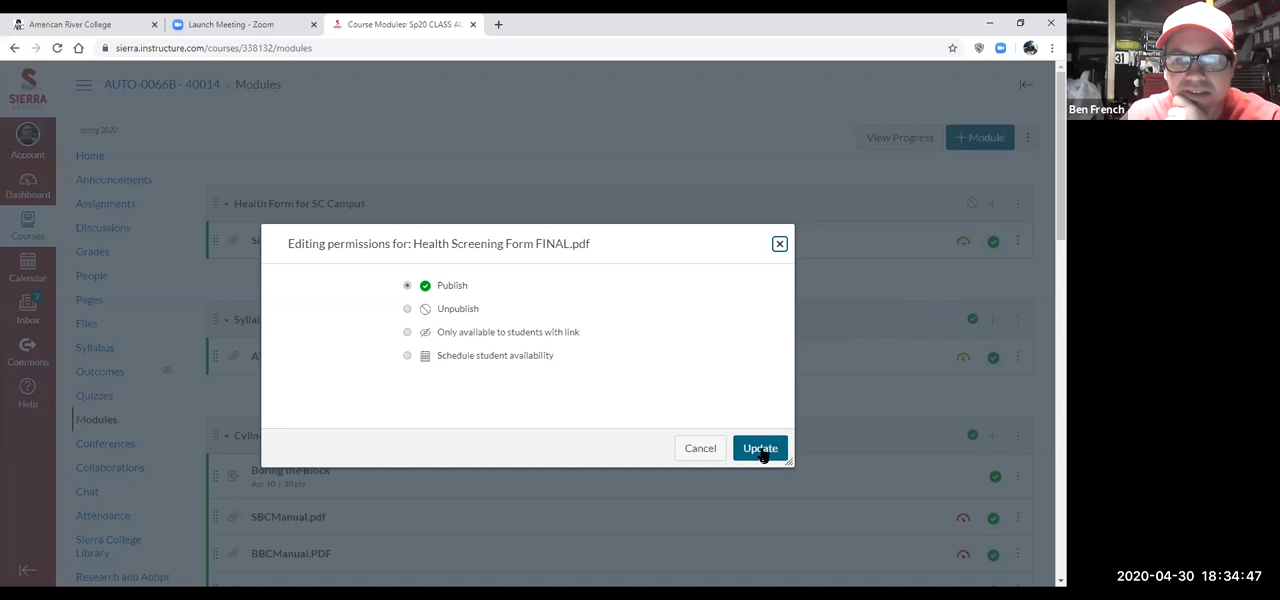 American River College
Launch Meeting - Zoom
Course Modules: Sp20 CLASS AU
sierra.instructure.com/courses/338132/modules
Ben French
SIERRA
AUTO-0066B - 40014 › Modules
Spring 2020
View Progress
+ Module
Account
Dashboard
Courses
Calendar
2
Inbox
Commons
Help
Home
Announcements
Assignments
Discussions
Grades
People
Pages
Files
Syllabus
Outcomes
Quizzes
Modules
Conferences
Collaborations
Chat
Attendance
Sierra College
Library
Research and Adopt
Health Form for SC Campus
Editing permissions for: Health Screening Form FINAL.pdf
Publish
Unpublish
Only available to students with link
Schedule student availability
Cancel
Update
Boring the Block
Apr 10 | 30 pts
SBCManual.pdf
BBCManual.PDF
2020-04-30 18:34:47